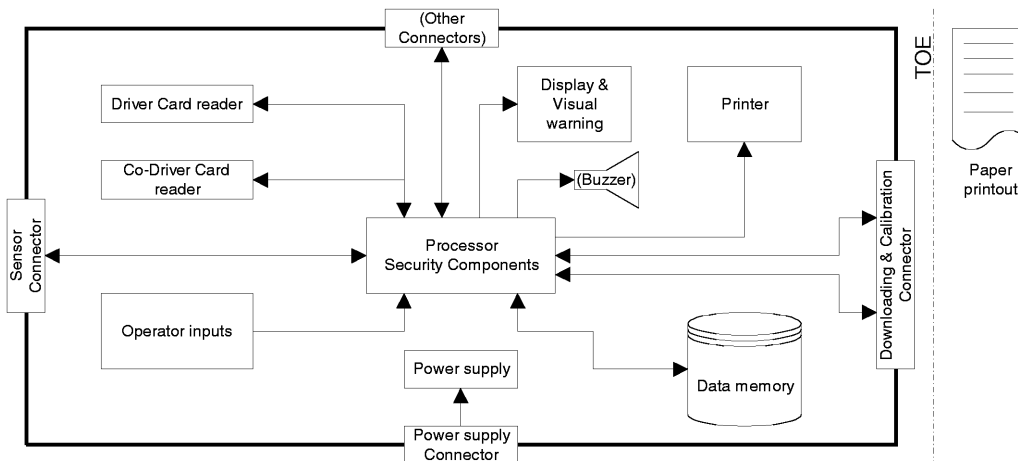 (Other
Connectors)
TOE
Driver Card reader
Display &
Visual
warning
Printer
Co-Driver Card
reader
(Buzzer)
Paper
printout
Sensor
Connector
Processor
Security Components
Downloading & Calibration
Connector
Operator inputs
Power supply
Data memory
Power supply
Connector